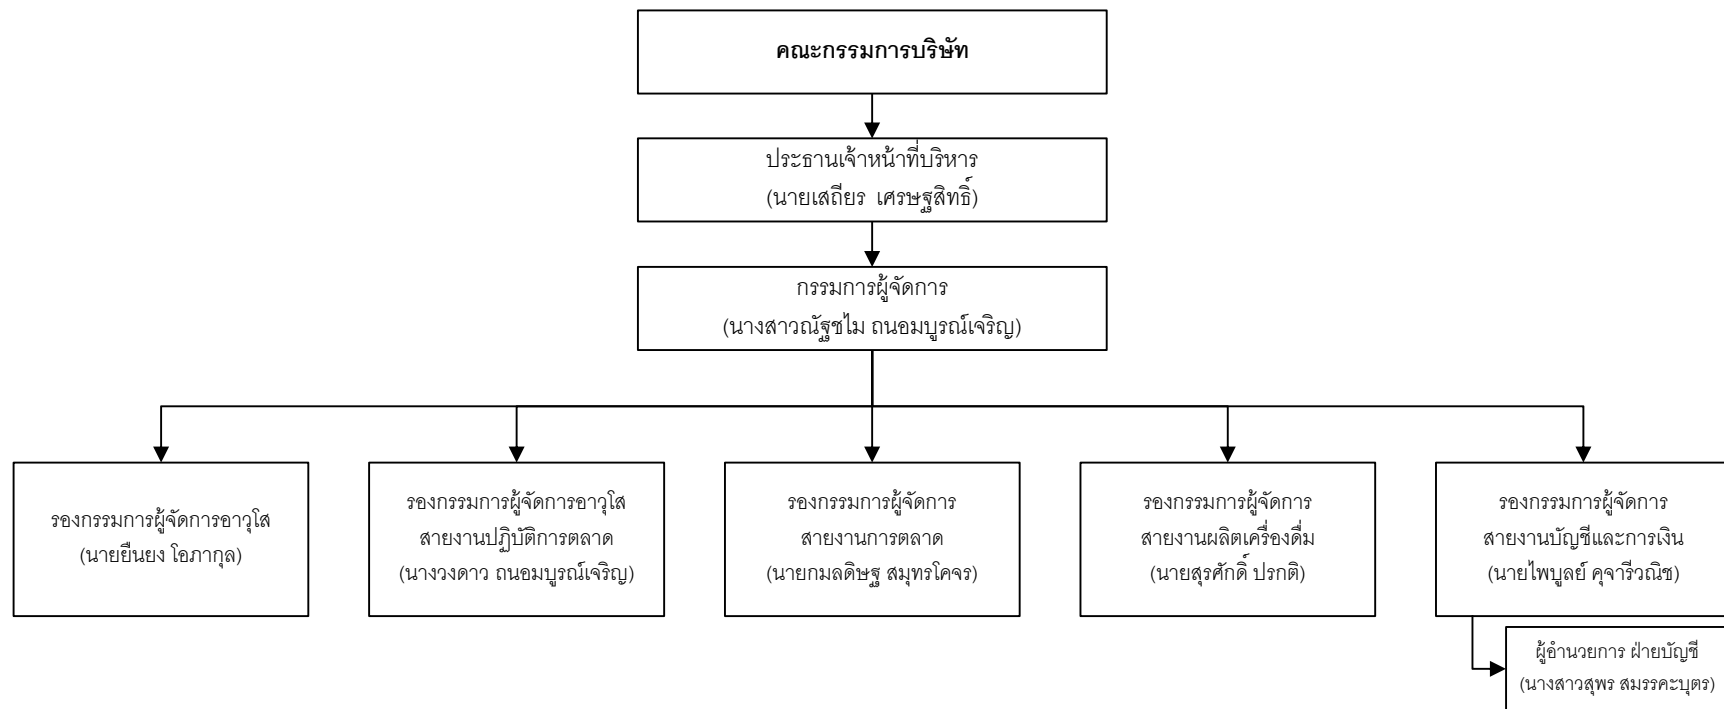 คณะกรรมการบริษัท
ประธานเจ้าหน้าที่บริหาร
(นายเสถียร เศรษฐสิทธิ์)
กรรมการผู้จัดการ
(นางสาวณัฐชไม ถนอมบูรณ์เจริญ)
รองกรรมการผู้จัดการอาวุโส
(นายยืนยง โอภากุล)
รองกรรมการผู้จัดการอาวุโส
สายงานปฏิบัติการตลาด
(นางวงดาว ถนอมบูรณ์เจริญ)
รองกรรมการผู้จัดการ
สายงานการตลาด
(นายกมลดิษฐ สมุทรโคจร)
รองกรรมการผู้จัดการ
สายงานผลิตเครื่องดื่ม
(นายสุรศักดิ์ ปรกติ)
รองกรรมการผู้จัดการ
สายงานบัญชีและการเงิน
(นายไพบูลย์ คุจารีวณิช)
ผู้อำนวยการ ฝ่ายบัญชี
(นางสาวสุพร สมรรคะบุตร)